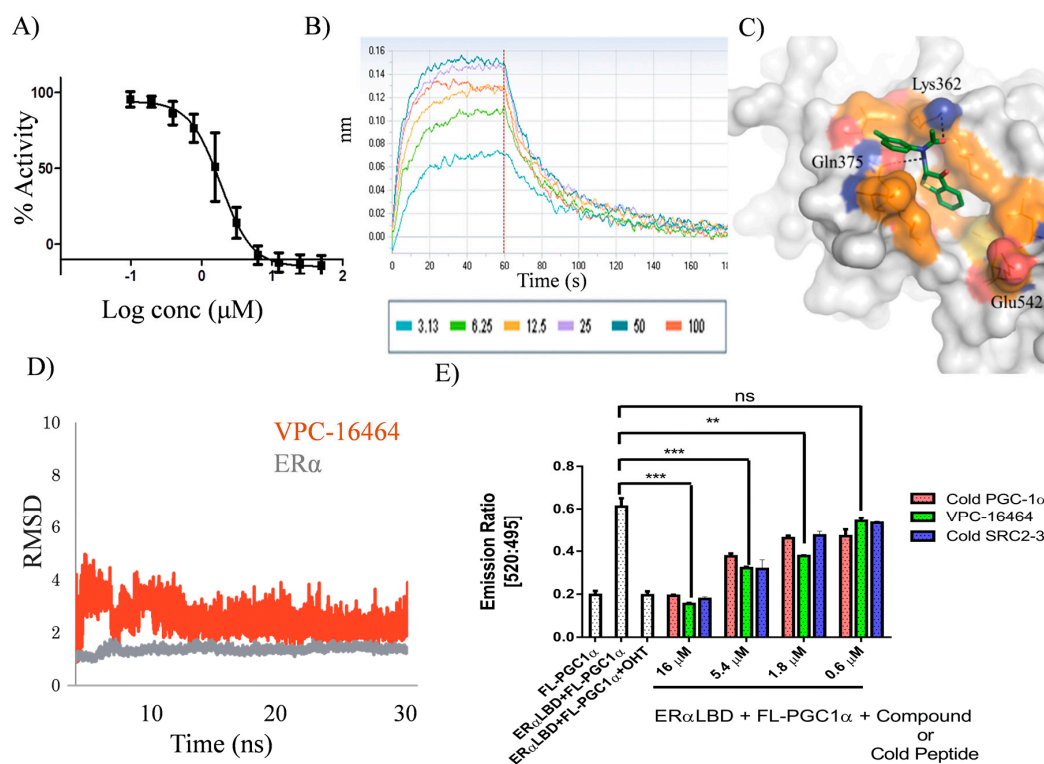 A)
100
50
0
% Activity
-1
0
1
2
Log conc (μM)
B)
0.16
0.14
0.12
0.10
0.08
0.06
0.04
0.02
0.00
nm
0
20
40
60
80
100
120
140
160
180
Time (s)
3.13
6.25
12.5
25
50
100
C)
Lys362
Gln375
Glu542
D)
10
8
6
4
2
0
RMSD
VPC-16464
ERα
10
20
30
Time (ns)
E)
ns
**
***
***
0.8
0.6
0.4
0.2
0.0
Emission Ratio
[520:495]
Cold PGC-1α
VPC-16464
Cold SRC2-3
FL-PGC1α
ERαLBD+FL-PGC1α
ERαLBD+FL-PGC1α+OHT
16 μM
5.4 μM
1.8 μM
0.6 μM
ERαLBD + FL-PGC1α + Compound
or
Cold Peptide